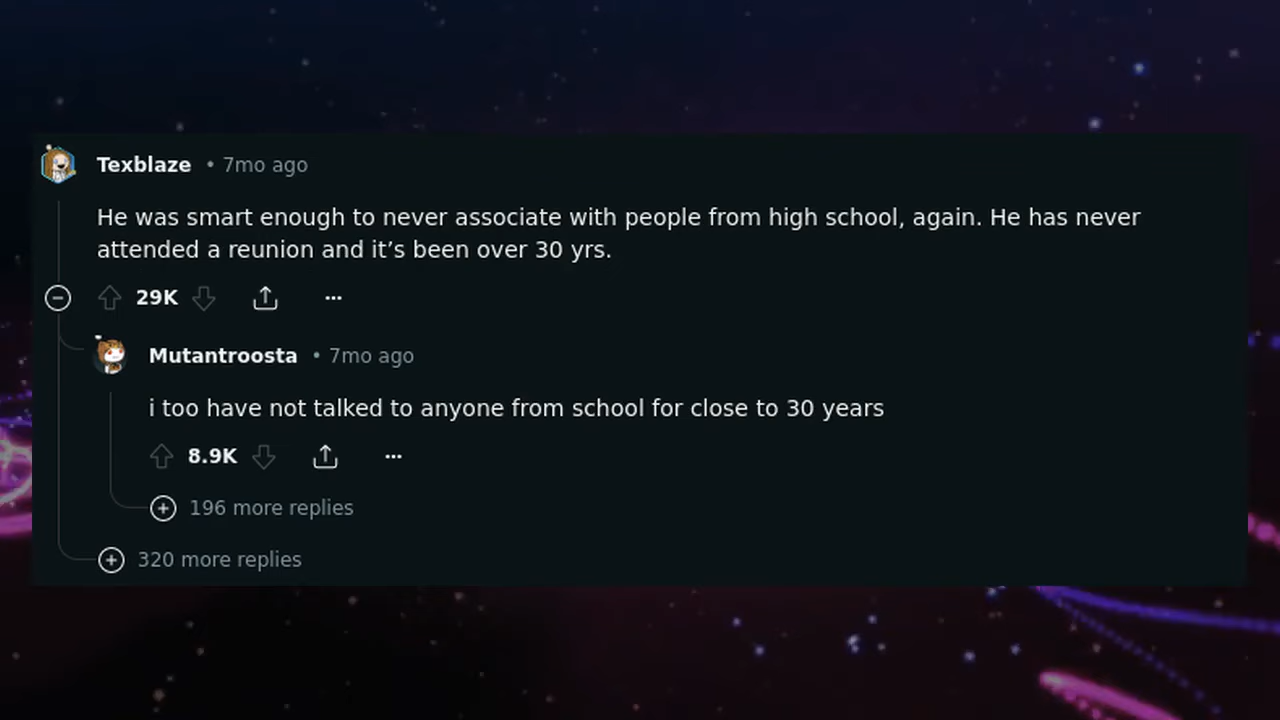 Texblaze • 7mo ago
He was smart enough to never associate with people from high school, again. He has never
attended a reunion and it’s been over 30 yrs.
29K
Mutantroosta • 7mo ago
i too have not talked to anyone from school for close to 30 years
8.9K
196 more replies
320 more replies